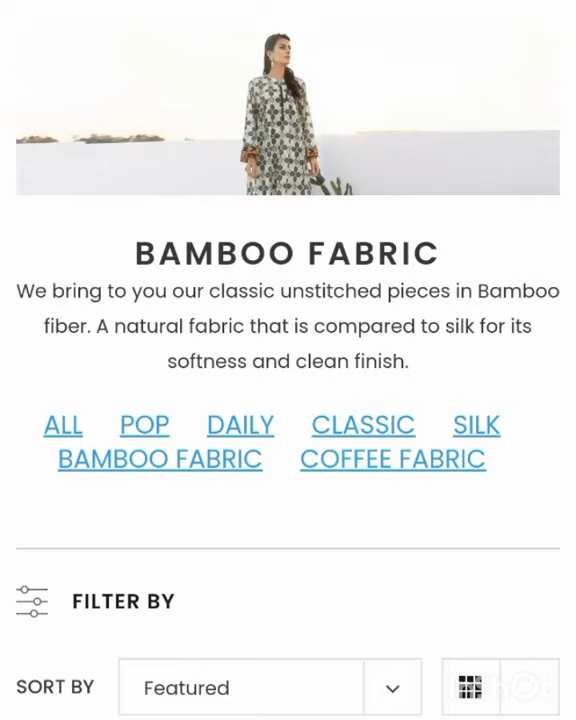 BAMBOO FABRIC
We bring to you our classic unstitched pieces in Bamboo
fiber. A natural fabric that is compared to silk for its
softness and clean finish.
ALL POP DAILY CLASSIC SILK
BAMBOO FABRIC COFFEE FABRIC
FILTER BY
SORT BY Featured